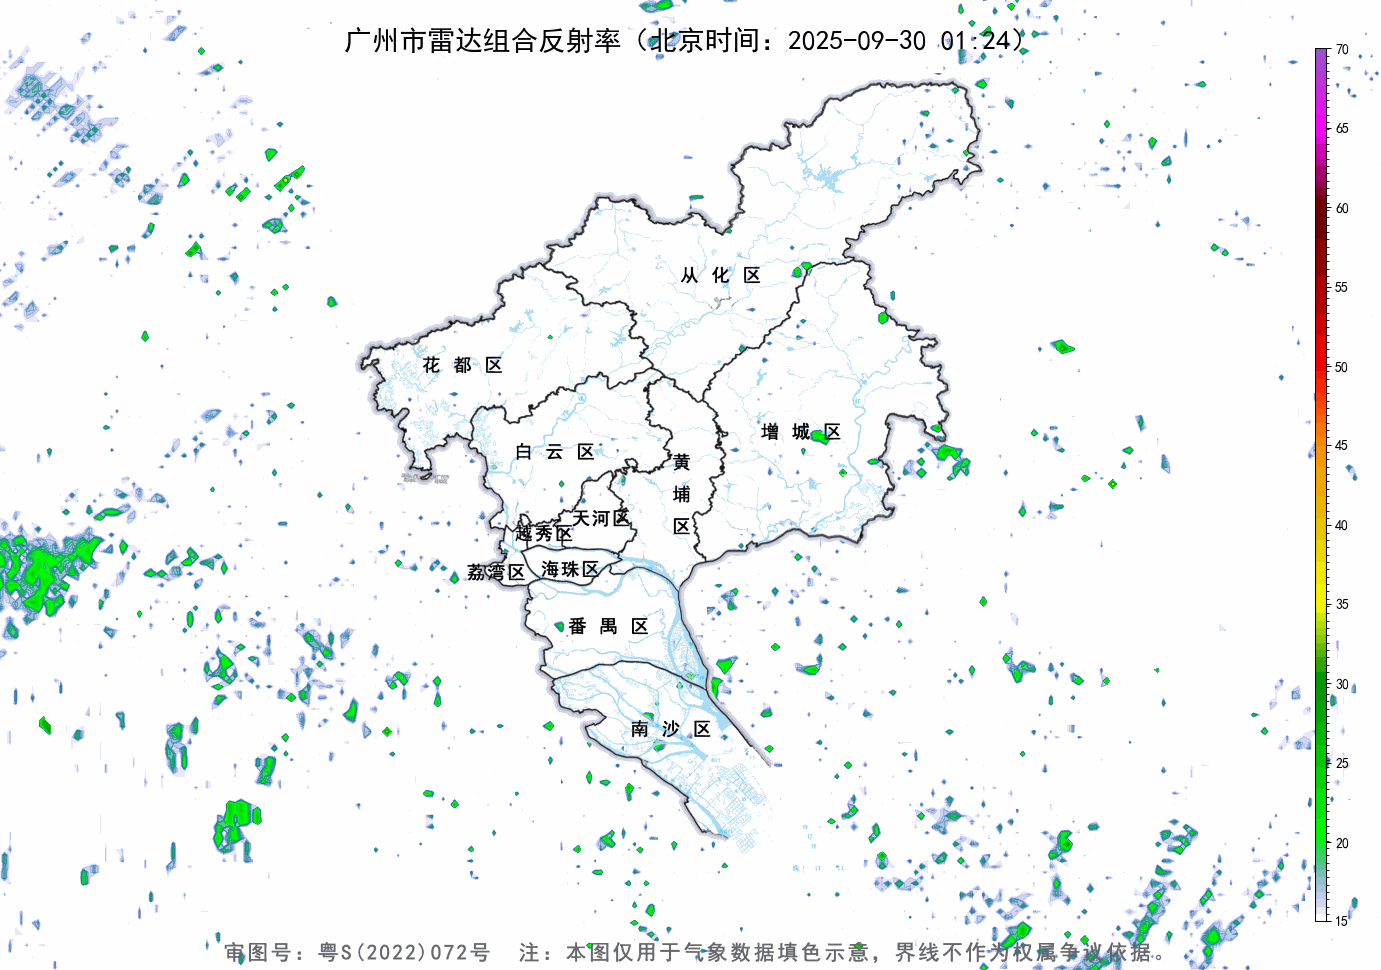 广州市雷达组合反射率（北京时间：2025-09-30 01:24）
70
65
60
55
50
45
40
35
30
25
20
15
从化区
花都区
增城区
白云区
黄埔区
天河区
越秀区
海珠区
荔湾区
番禺区
南沙区
审图号：粤S(2022)072号　注：本图仅用于气象数据填色示意，界线不作为权属争议依据。